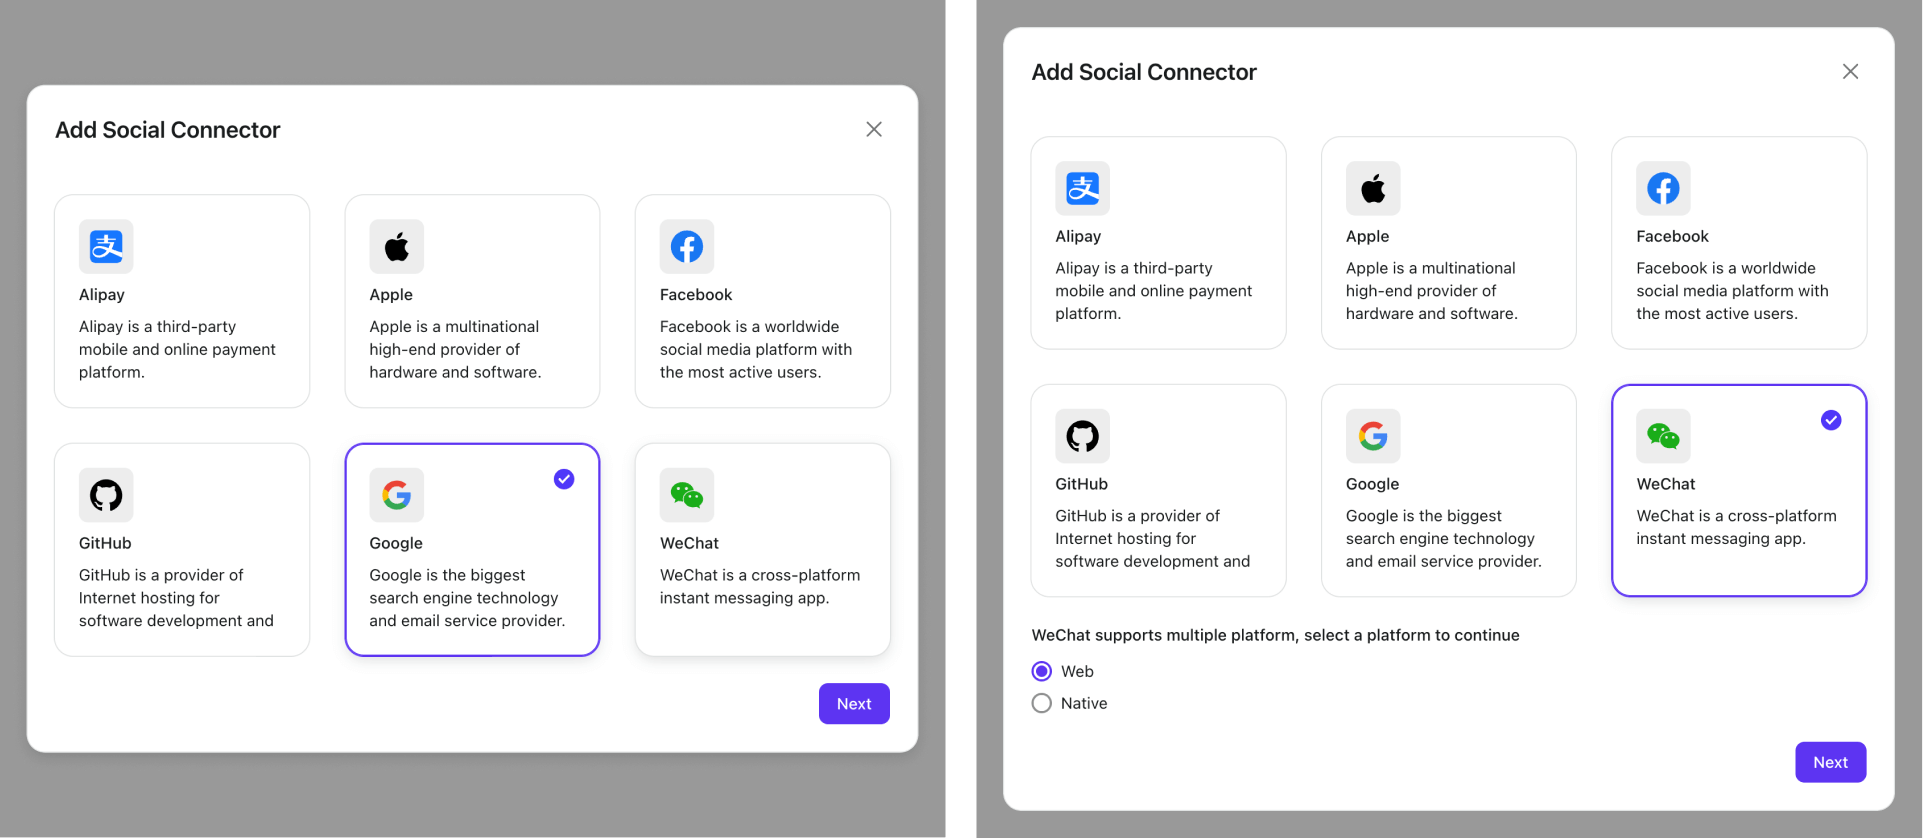 Add Social Connector
Alipay
Alipay is a third-party
mobile and online payment
platform.
Apple
Apple is a multinational
high-end provider of
hardware and software.
Facebook
Facebook is a worldwide
social media platform with
the most active users.
GitHub
GitHub is a provider of
Internet hosting for
software development and
Google
Google is the biggest
search engine technology
and email service provider.
WeChat
WeChat is a cross-platform
instant messaging app.
Next
Add Social Connector
Alipay
Alipay is a third-party
mobile and online payment
platform.
Apple
Apple is a multinational
high-end provider of
hardware and software.
Facebook
Facebook is a worldwide
social media platform with
the most active users.
GitHub
GitHub is a provider of
Internet hosting for
software development and
Google
Google is the biggest
search engine technology
and email service provider.
WeChat
WeChat is a cross-platform
instant messaging app.
WeChat supports multiple platform, select a platform to continue
Web
Native
Next